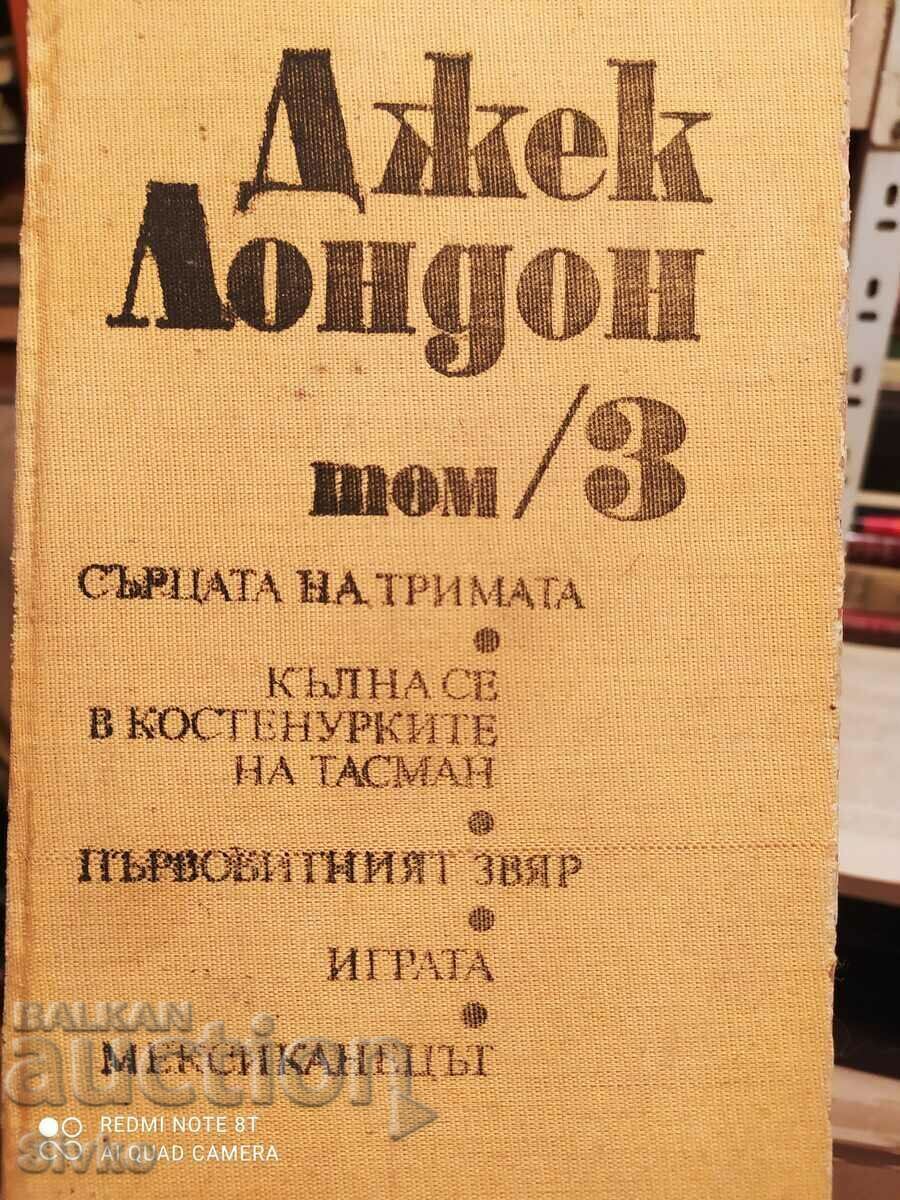 Джек
Лондон
том/3
СЪРЦАТА НА ТРИМАТА
•
КЪЛНА СЕ
В КОСТЕНУРКИТЕ
НА ТАСМАН
•
ПЪРВОБИТНИЯТ ЗВЯР
•
ИГРАТА
•
МЕКСИКАНЕЦЪТ
BALKAN
auction
REDMI NOTE 8T
AI QUAD CAMERA
Sivko